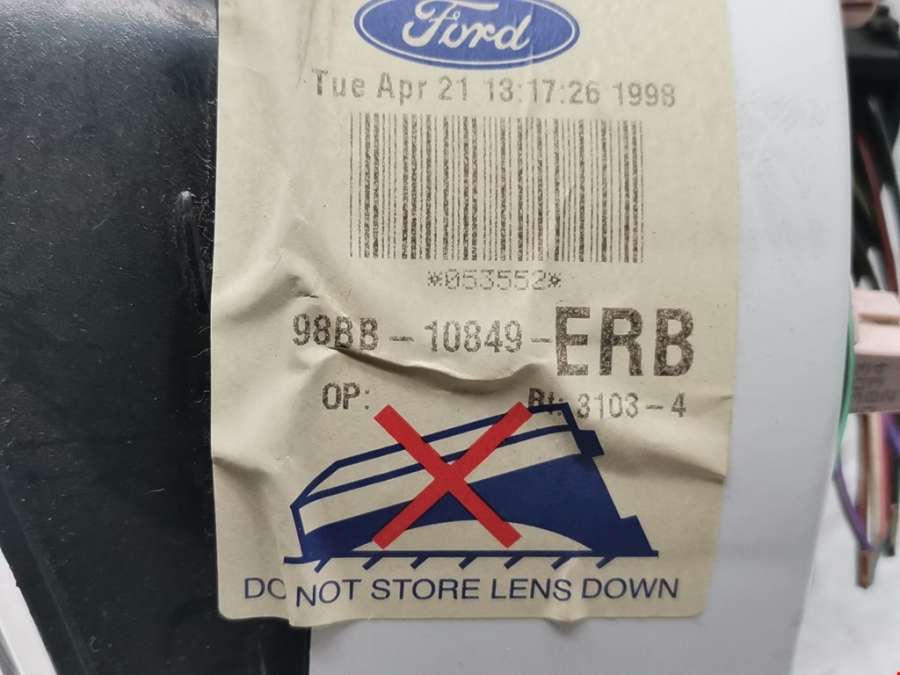 Ford
Tue Apr 21 13:17:26 1998
*053552*
98BB-10849-ERB
OP: Bt: 3103-4
DO NOT STORE LENS DOWN